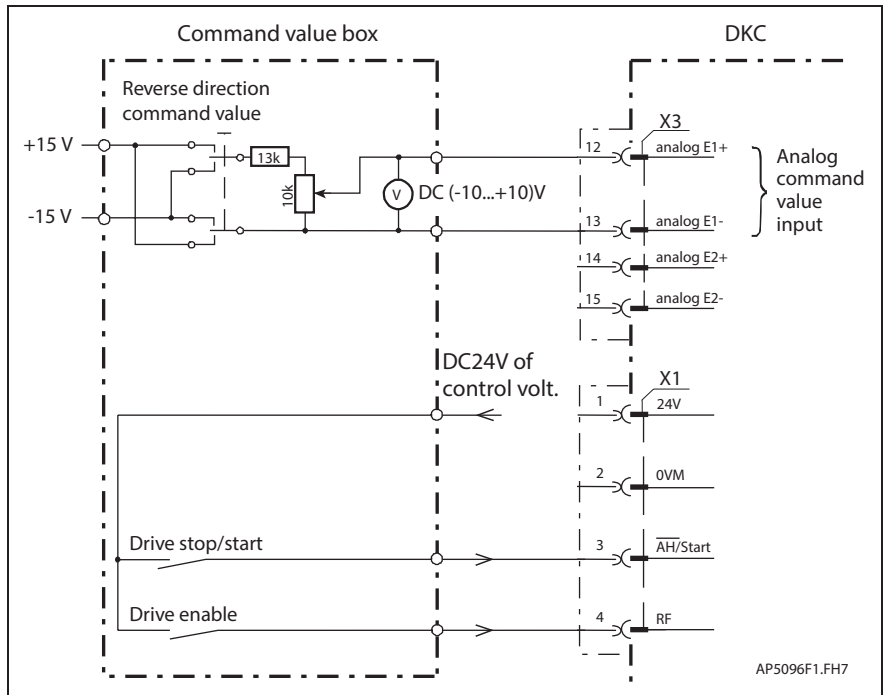 Command value box
DKC
Reverse direction
command value
X3
+15 V
13k
12
analog E1+
10k
V
DC (-10...+10)V
Analog
command
value
input
-15 V
13
analog E1-
14
analog E2+
15
analog E2-
DC24V of
control volt.
X1
1
24V
2
0VM
Drive stop/start
3
AH/Start
Drive enable
4
RF
AP5096F1.FH7